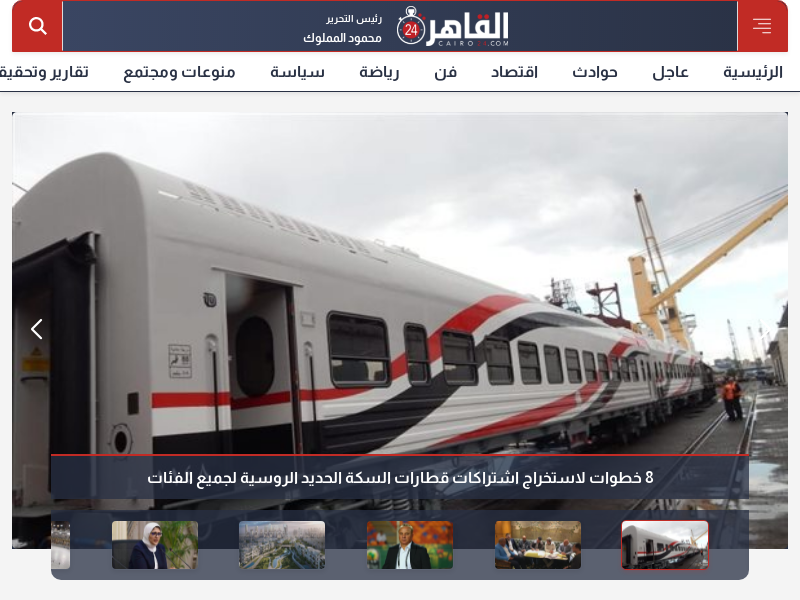 القاهرة
24
CAIRO24.COM
رئيس التحرير
محمود المملوك
الرئيسية عاجل حوادث اقتصاد فن رياضة سياسة منوعات ومجتمع تقارير وتحقيق
8 خطوات لاستخراج اشتراكات قطارات السكة الحديد الروسية لجميع الفئات